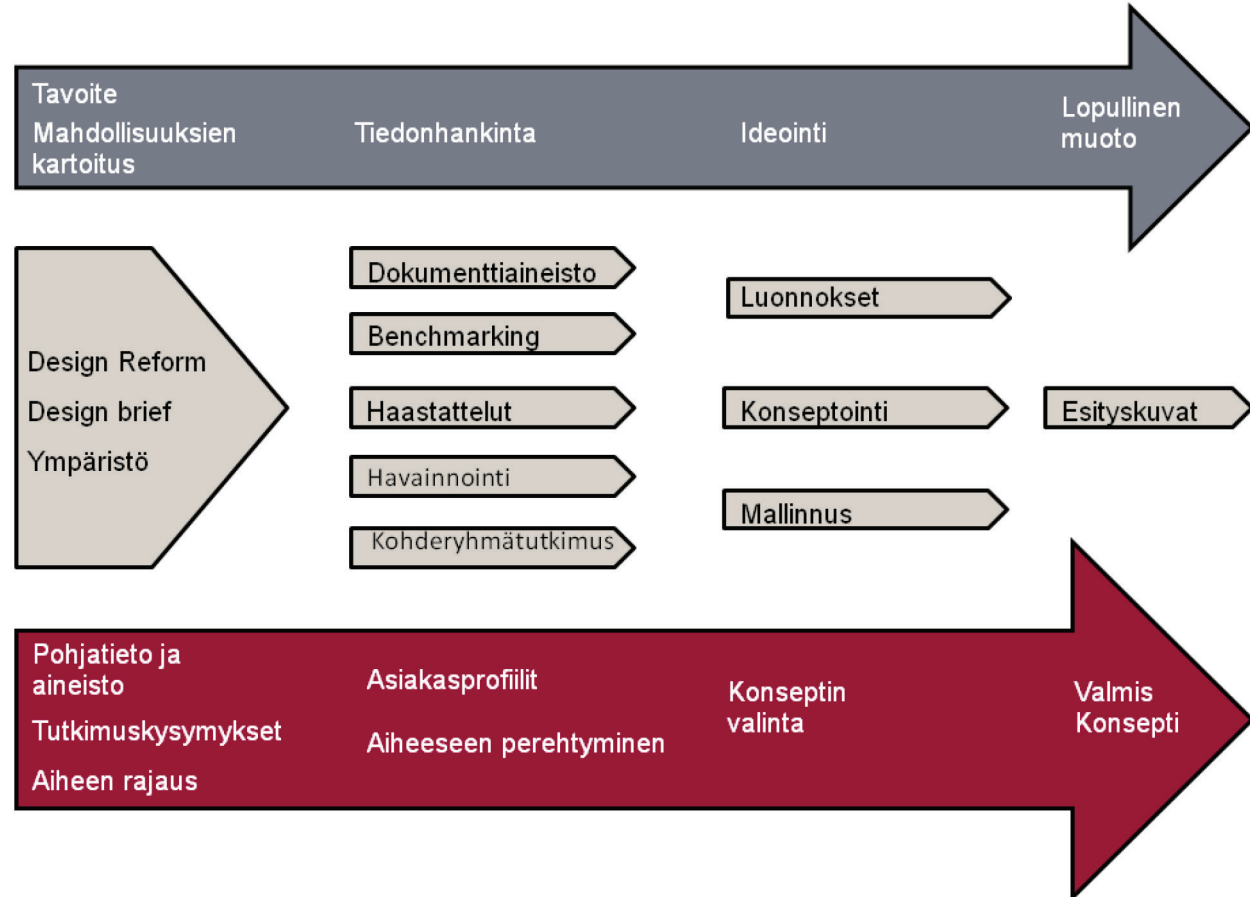 Tavoite
Mahdollisuuksien
kartoitus
Tiedonhankinta
Ideointi
Lopullinen
muoto
Design Reform
Design brief
Ympäristö
Dokumenttiaineisto
Benchmarking
Haastattelut
Havainnointi
Kohderyhmätutkimus
Luonnokset
Konseptointi
Mallinnus
Esityskuvat
Pohjatieto ja
aineisto
Tutkimuskysymykset
Aiheen rajaus
Asiakasprofiilit
Aiheeseen perehtyminen
Konseptin
valinta
Valmis
Konsepti